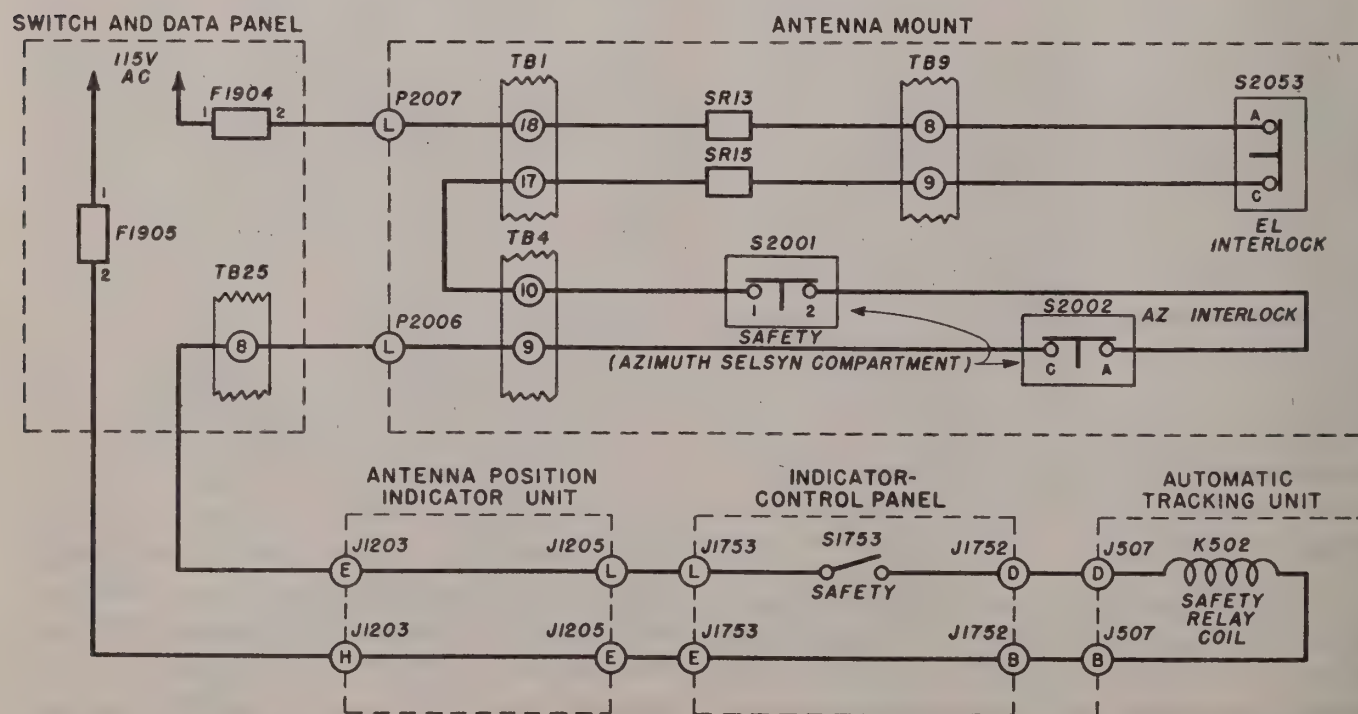 SWITCH AND DATA PANEL
ANTENNA MOUNT
115V
AC
F1904
1
2
P2007
L
TB1
18
17
SR13
SR15
TB9
8
9
S2053
A
C
EL
INTERLOCK
1
F1905
2
TB25
8
P2006
L
TB4
10
9
S2001
1
2
SAFETY
(AZIMUTH SELSYN COMPARTMENT)
S2002
C
A
AZ INTERLOCK
ANTENNA POSITION
INDICATOR UNIT
INDICATOR-
CONTROL PANEL
AUTOMATIC
TRACKING UNIT
J1203
E
J1205
L
J1753
L
S1753
SAFETY
J1752
D
J507
D
K502
SAFETY
RELAY
COIL
J1203
H
J1205
E
J1753
E
J1752
B
J507
B